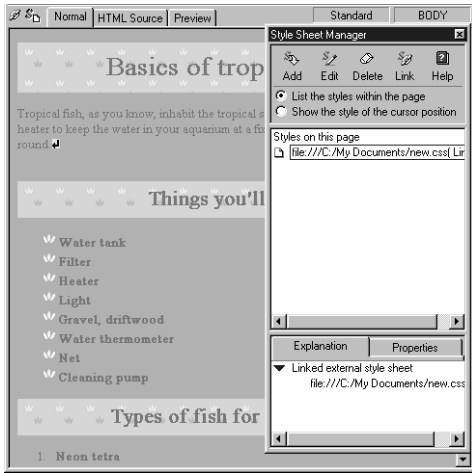 Normal HTML Source Preview Standard BODY
Style Sheet Manager
Add Edit Delete Link Help
List the styles within the page
Show the style of the cursor position
Styles on this page
file:///C:/My Documents/new.css( Lir
Explanation Properties
Linked external style sheet
file:///C:/My Documents/new.css
Basics of trop
Tropical fish, as you know, inhabit the tropical s
heater to keep the water in your aquarium at a fix
round.
Things you'll
Water tank
Filter
Heater
Light
Gravel, driftwood
Water thermometer
Net
Cleaning pump
Types of fish for
1. Neon tetra